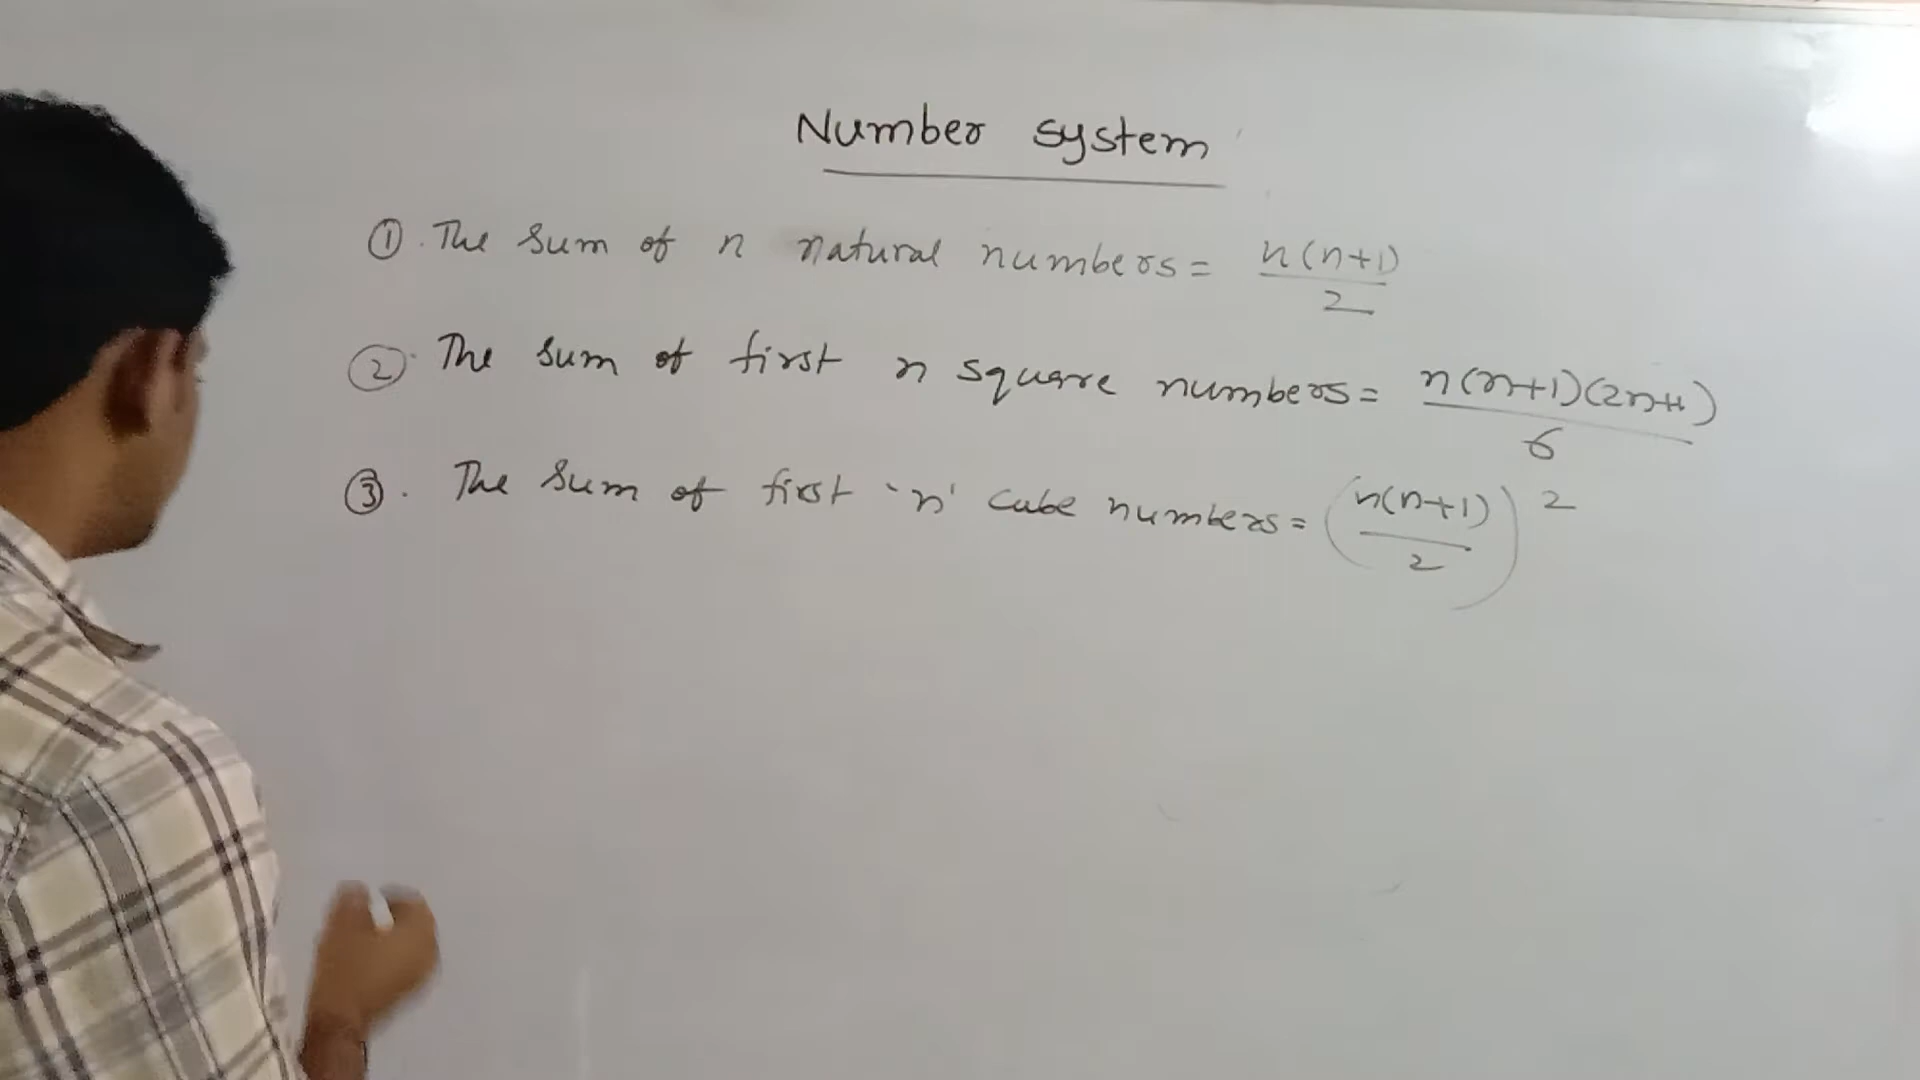 Number system
① . The sum of n natural numbers = n(n+1)/2
② . The sum of first n square numbers = n(n+1)(2n+1)/6
③ . The sum of first 'n' cube numbers = (n(n+1)/2)²